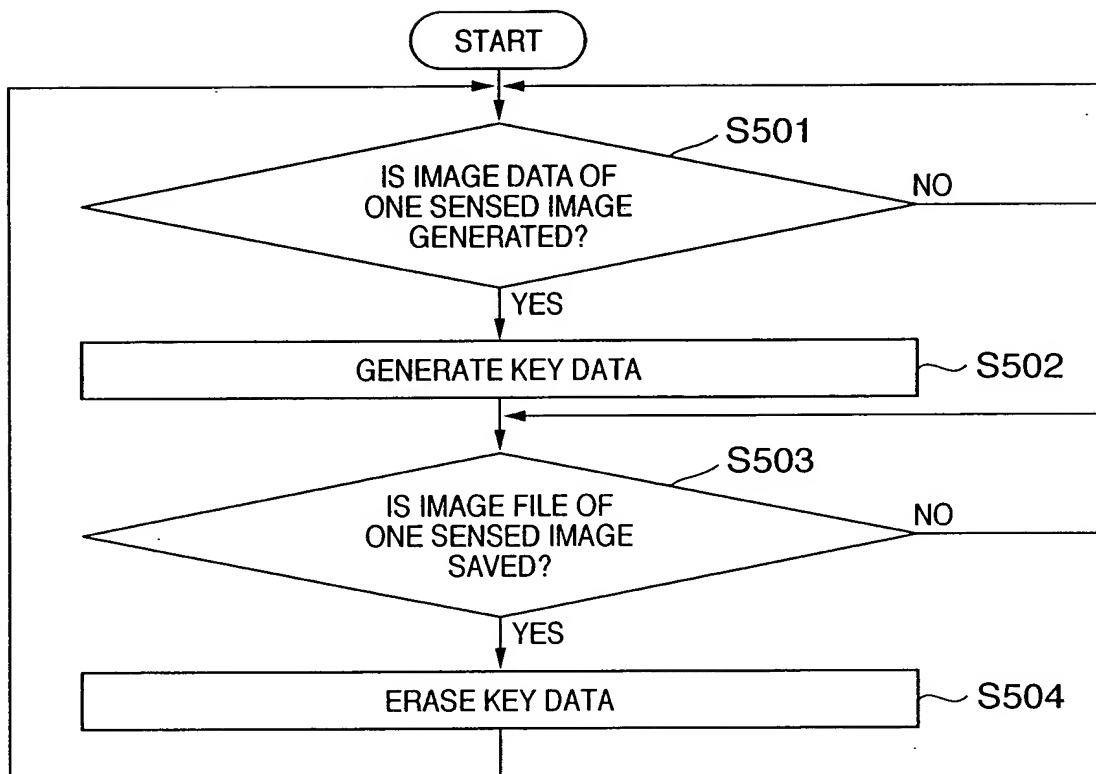 START
S501
IS IMAGE DATA OF
ONE SENSED IMAGE
GENERATED?
NO
YES
GENERATE KEY DATA
S502
S503
IS IMAGE FILE OF
ONE SENSED IMAGE
SAVED?
NO
YES
ERASE KEY DATA
S504